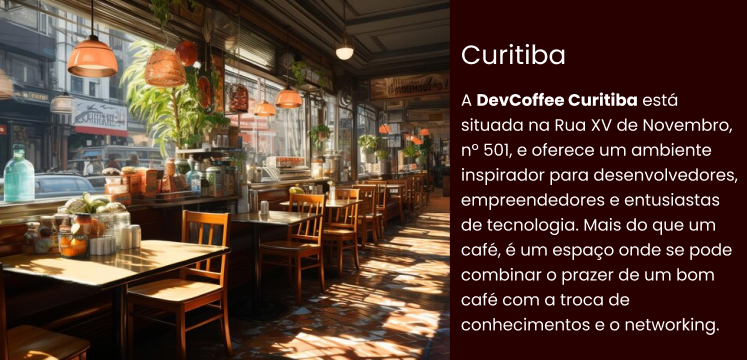 Curitiba
A DevCoffee Curitiba está
situada na Rua XV de Novembro,
nº 501, e oferece um ambiente
inspirador para desenvolvedores,
empreendedores e entusiastas
de tecnologia. Mais do que um
café, é um espaço onde se pode
combinar o prazer de um bom
café com a troca de
conhecimentos e o networking.